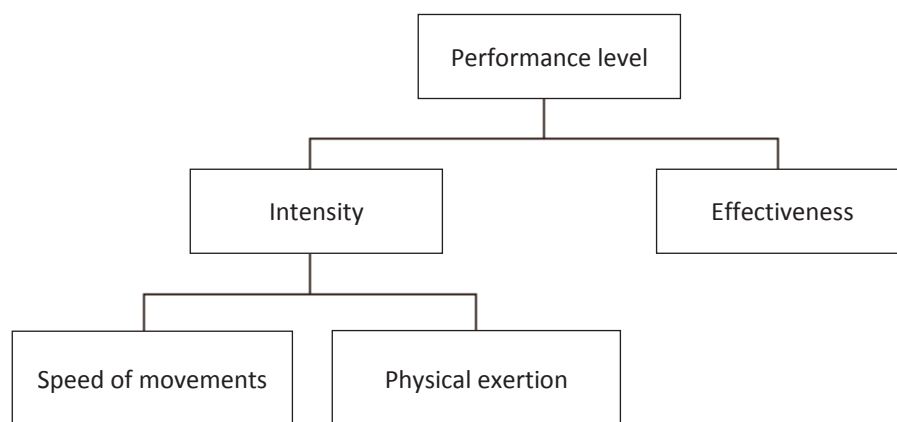 Performance level
Intensity
Effectiveness
Speed of movements
Physical exertion